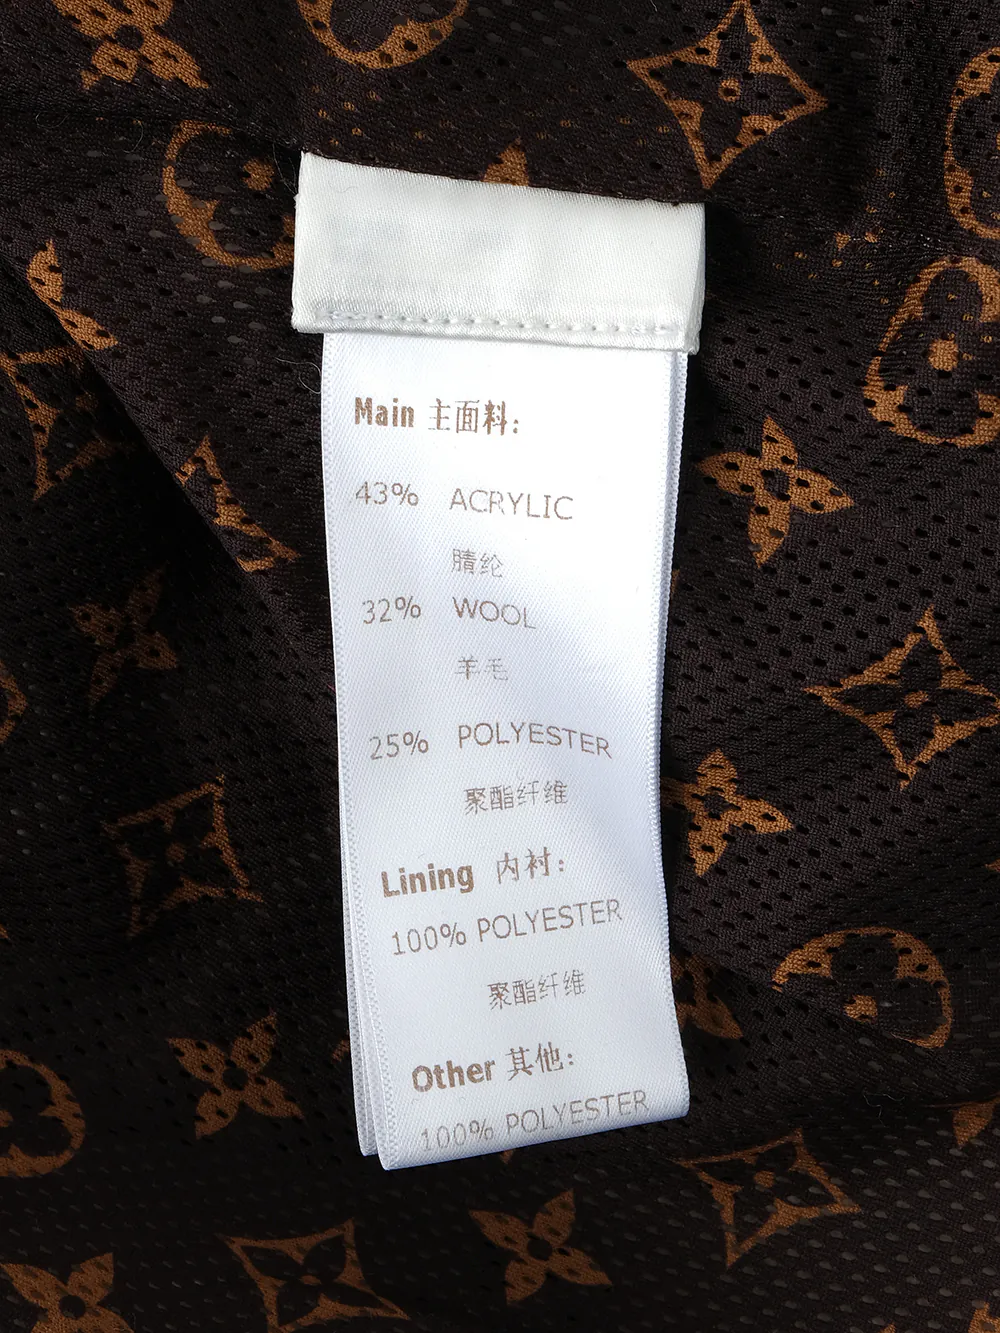 Main 主面料:
43% ACRYLIC
腈纶
32% WOOL
羊毛
25% POLYESTER
聚酯纤维
Lining 内衬:
100% POLYESTER
聚酯纤维
Other 其他:
100% POLYESTER